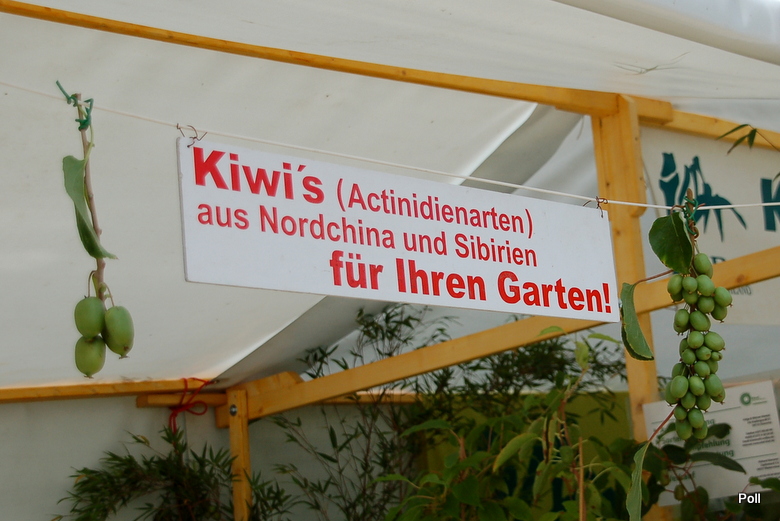 Kiwi´s (Actinidienarten)
aus Nordchina und Sibirien
für Ihren Garten!
K
Poll